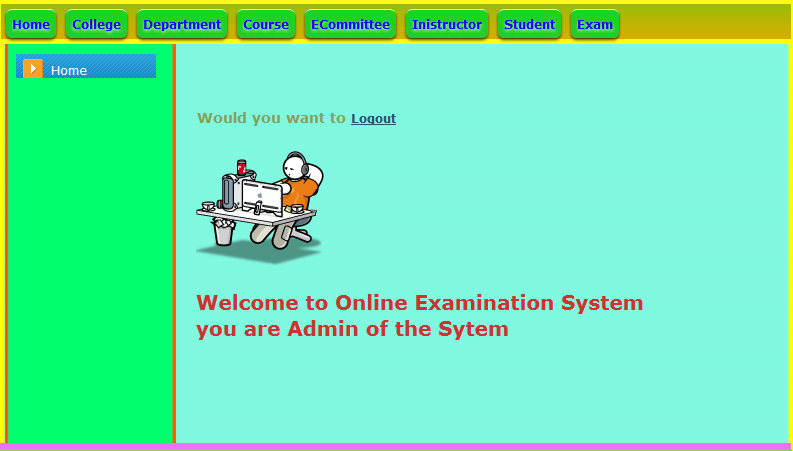 Home College Department Course ECommittee Inistructor Student Exam
Home
Would you want to Logout
Welcome to Online Examination System
you are Admin of the Sytem